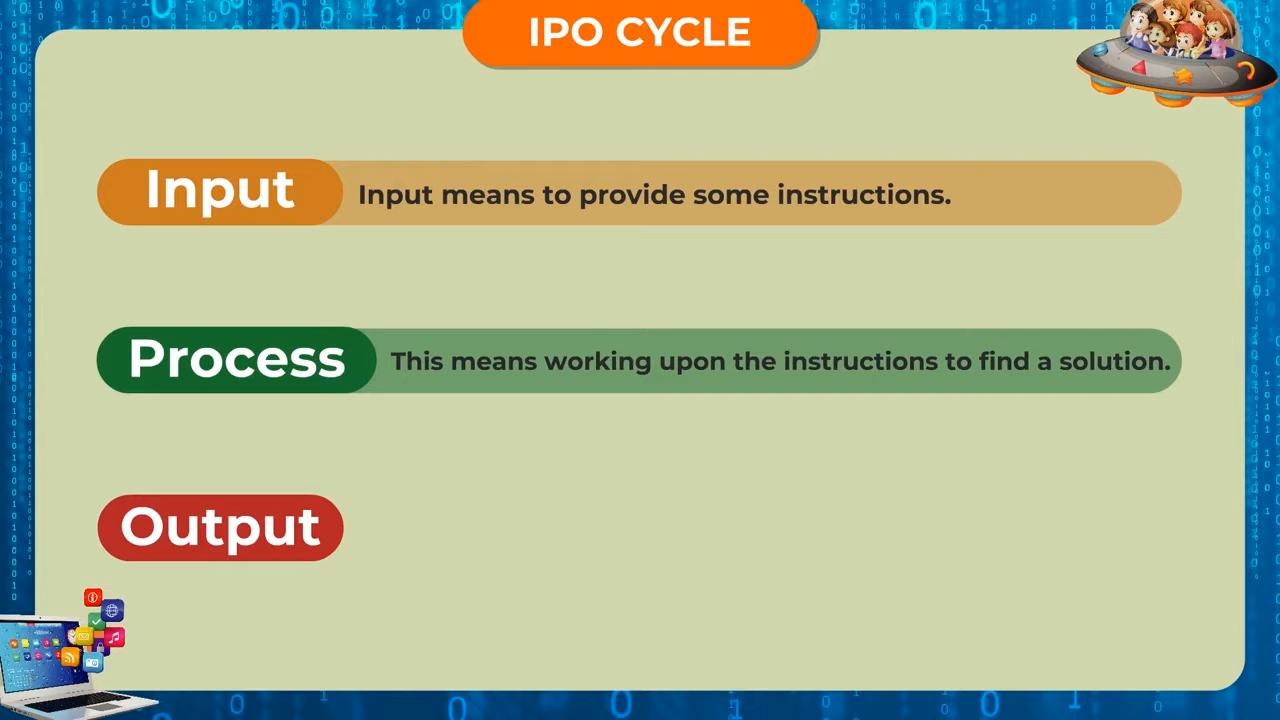 IPO CYCLE
Input
Input means to provide some instructions.
Process
This means working upon the instructions to find a solution.
Output